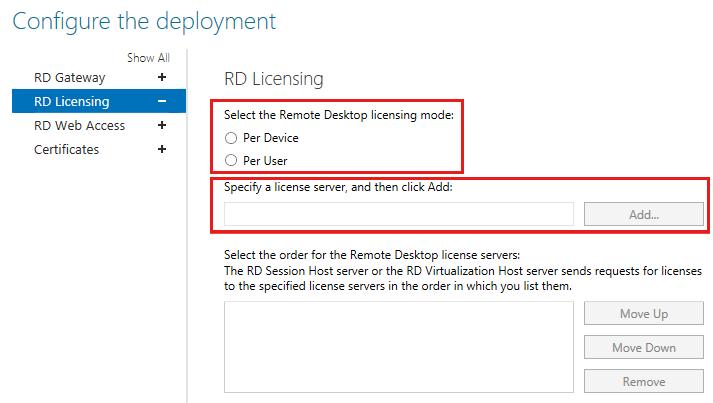 Configure the deployment
Show All
RD Gateway +
RD Licensing –
RD Web Access +
Certificates +
RD Licensing
Select the Remote Desktop licensing mode:
Per Device
Per User
Specify a license server, and then click Add:
Add...
Select the order for the Remote Desktop license servers:
The RD Session Host server or the RD Virtualization Host server sends requests for licenses
to the specified license servers in the order in which you list them.
Move Up
Move Down
Remove